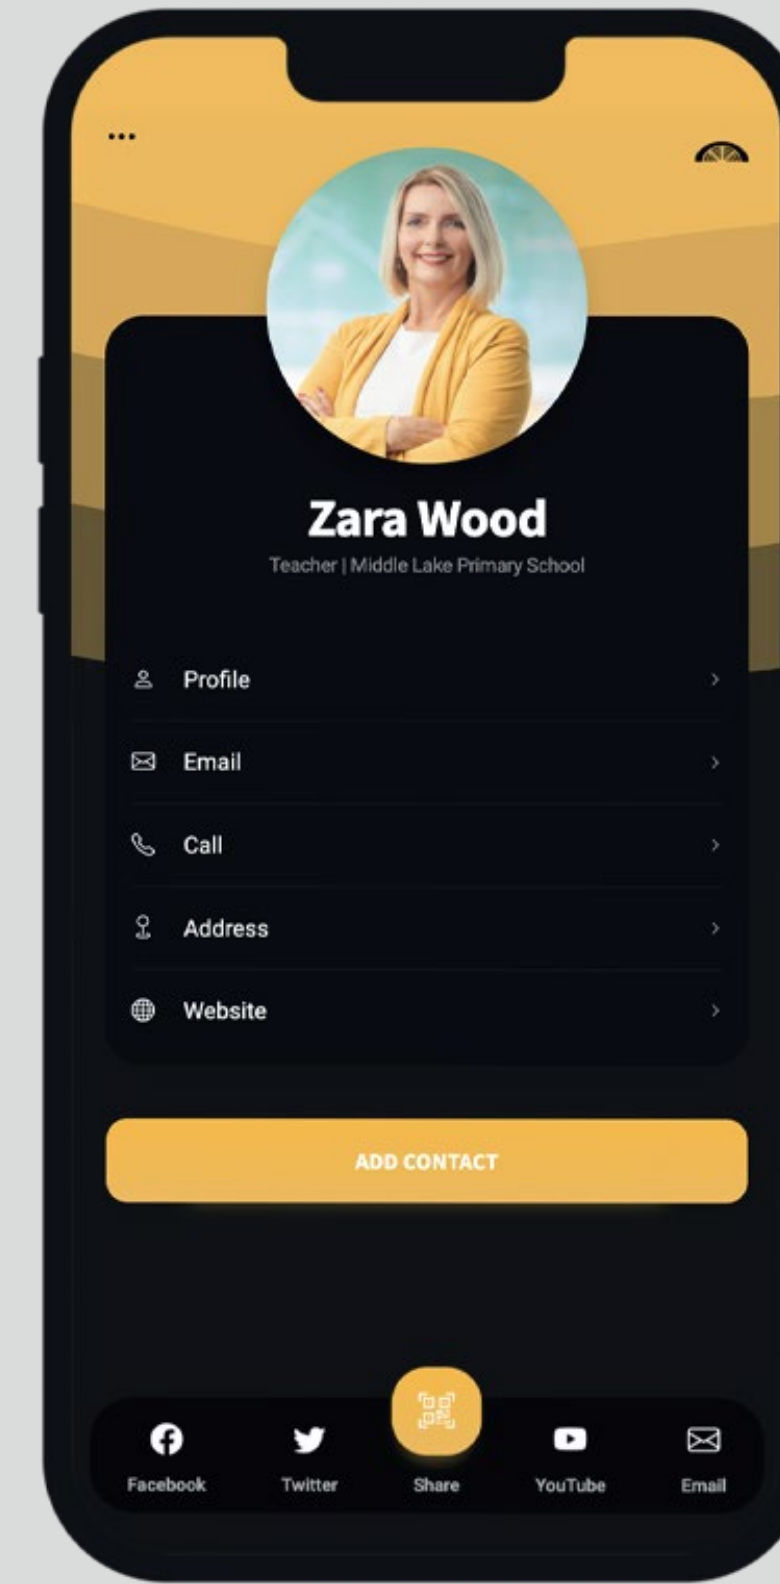 Zara Wood
Teacher | Middle Lake Primary School
Profile
Email
Call
Address
Website
ADD CONTACT
Facebook Twitter Share YouTube Email